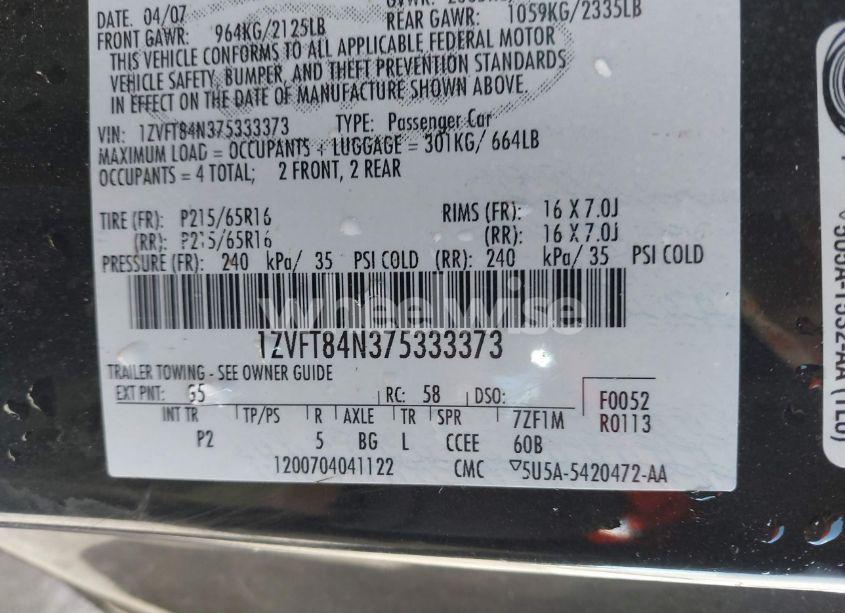 DATE. 04/07
REAR GAWR: 1059KG/2335LB
FRONT GAWR: 964KG/2125LB
THIS VEHICLE CONFORMS TO ALL APPLICABLE FEDERAL MOTOR
VEHICLE SAFETY, BUMPER, AND THEFT PREVENTION STANDARDS
IN EFFECT ON THE DATE OF MANUFACTURE SHOWN ABOVE.
VIN: 1ZVFT84N375333373 TYPE: Passenger Car
MAXIMUM LOAD = OCCUPANTS + LUGGAGE = 301KG/ 664LB
OCCUPANTS = 4 TOTAL; 2 FRONT, 2 REAR
TIRE (FR): P215/65R16 RIMS (FR): 16 X 7.0J
(RR): P215/65R16 (RR): 16 X 7.0J
PRESSURE (FR): 240 kPa/ 35 PSI COLD (RR): 240 kPa/ 35 PSI COLD
wheelwise
1ZVFT84N375333373
TRAILER TOWING - SEE OWNER GUIDE
EXT PNT: G5 RC: 58 DSO: F0052
INT TR TP/PS R AXLE TR SPR 7ZF1M R0113
P2 5 BG L CCEE 60B
1200704041122 CMC 5U5A-5420472-AA